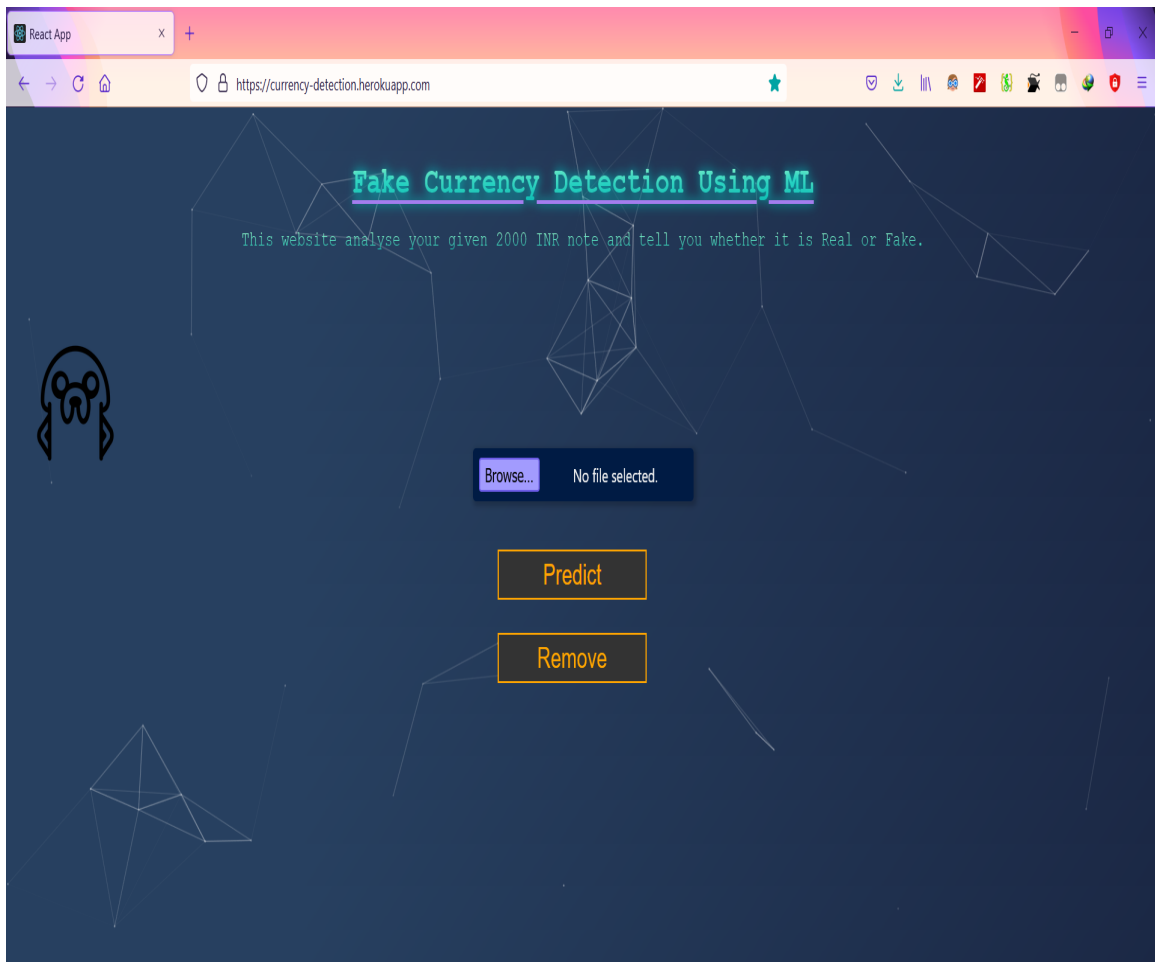 React App
https://currency-detection.herokuapp.com
Fake Currency Detection Using ML
This website analyse your given 2000 INR note and tell you whether it is Real or Fake.
Browse... No file selected.
Predict
Remove